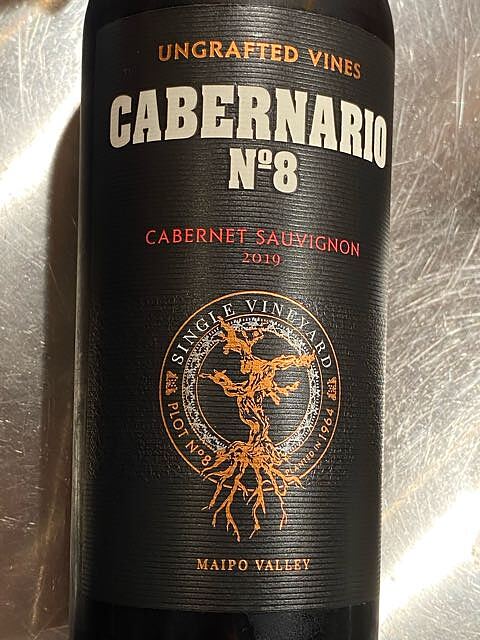 UNGRAFTED VINES
CABERNARIO
Nº8
CABERNET SAUVIGNON
2019
SINGLE VINEYARD
PLOT Nº8
PLANTED IN 1964
MAIPO VALLEY